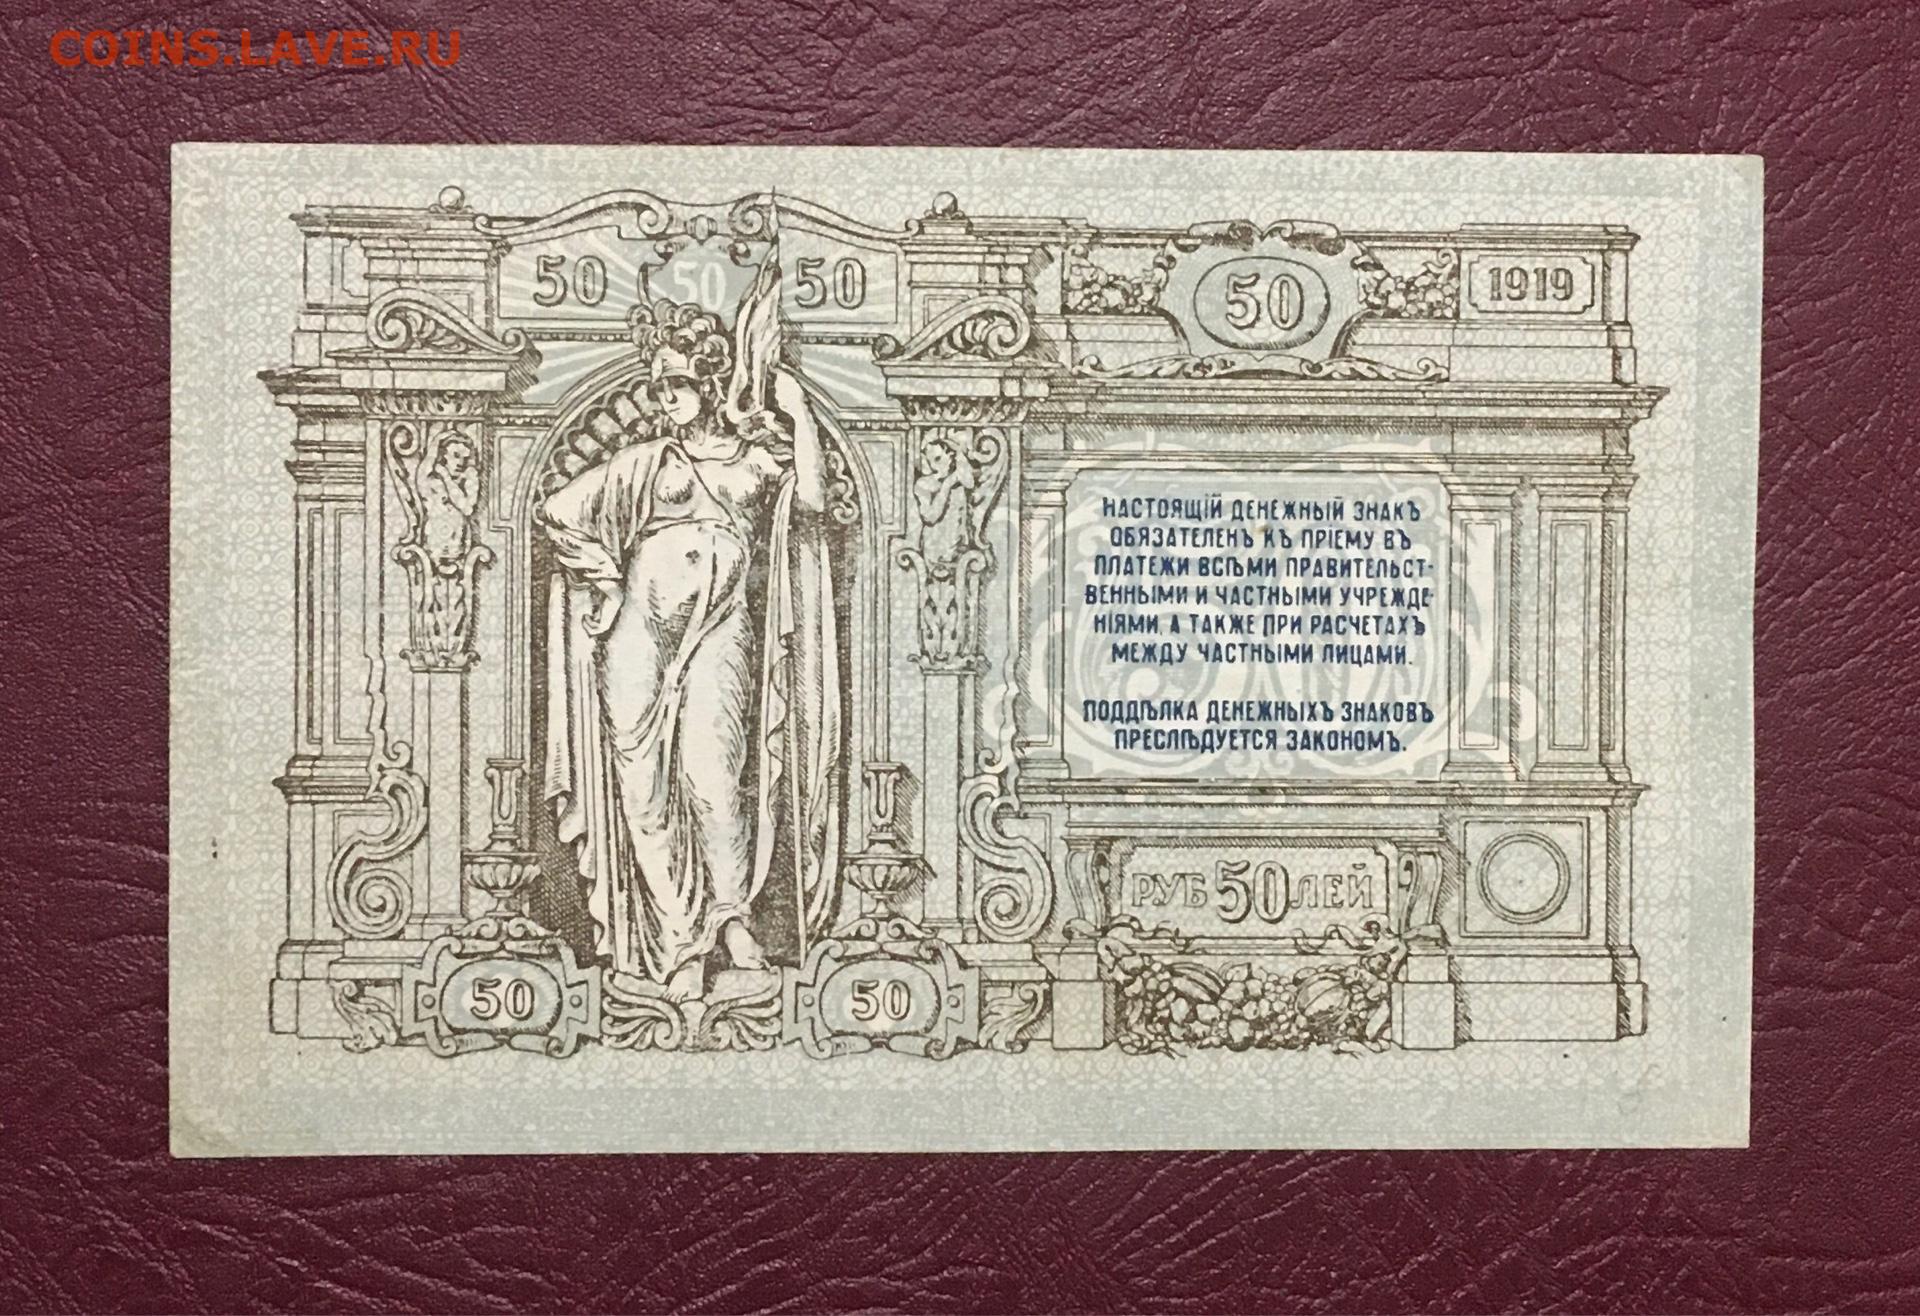 COINS.LAVE.RU
50 50 50
50
1919
НАСТОЯЩІЙ ДЕНЕЖНЫЙ ЗНАКЪ
ОБЯЗАТЕЛЕНЪ КЪ ПРІЕМУ ВЪ
ПЛАТЕЖИ ВСѢМИ ПРАВИТЕЛЬСТ-
ВЕННЫМИ И ЧАСТНЫМИ УЧРЕЖДЕ-
НІЯМИ, А ТАКЖЕ ПРИ РАСЧЕТАХЪ
МЕЖДУ ЧАСТНЫМИ ЛИЦАМИ.
ПОДДѢЛКА ДЕНЕЖНЫХЪ ЗНАКОВЪ
ПРЕСЛѢДУЕТСЯ ЗАКОНОМЪ.
РУБ 50 ЛЕЙ
50
50